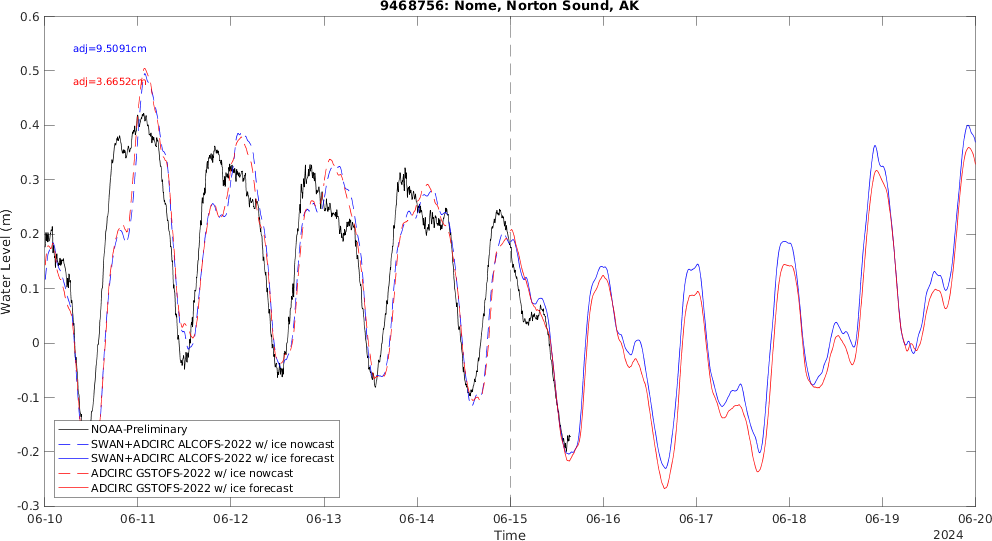 9468756: Nome, Norton Sound, AK
Water Level (m)
0.6
0.5
0.4
0.3
0.2
0.1
0
-0.1
-0.2
-0.3
adj=9.5091cm
adj=3.6652cm
NOAA-Preliminary
SWAN+ADCIRC ALCOFS-2022 w/ ice nowcast
SWAN+ADCIRC ALCOFS-2022 w/ ice forecast
ADCIRC GSTOFS-2022 w/ ice nowcast
ADCIRC GSTOFS-2022 w/ ice forecast
06-10 06-11 06-12 06-13 06-14 06-15 06-16 06-17 06-18 06-19 06-20
Time
2024